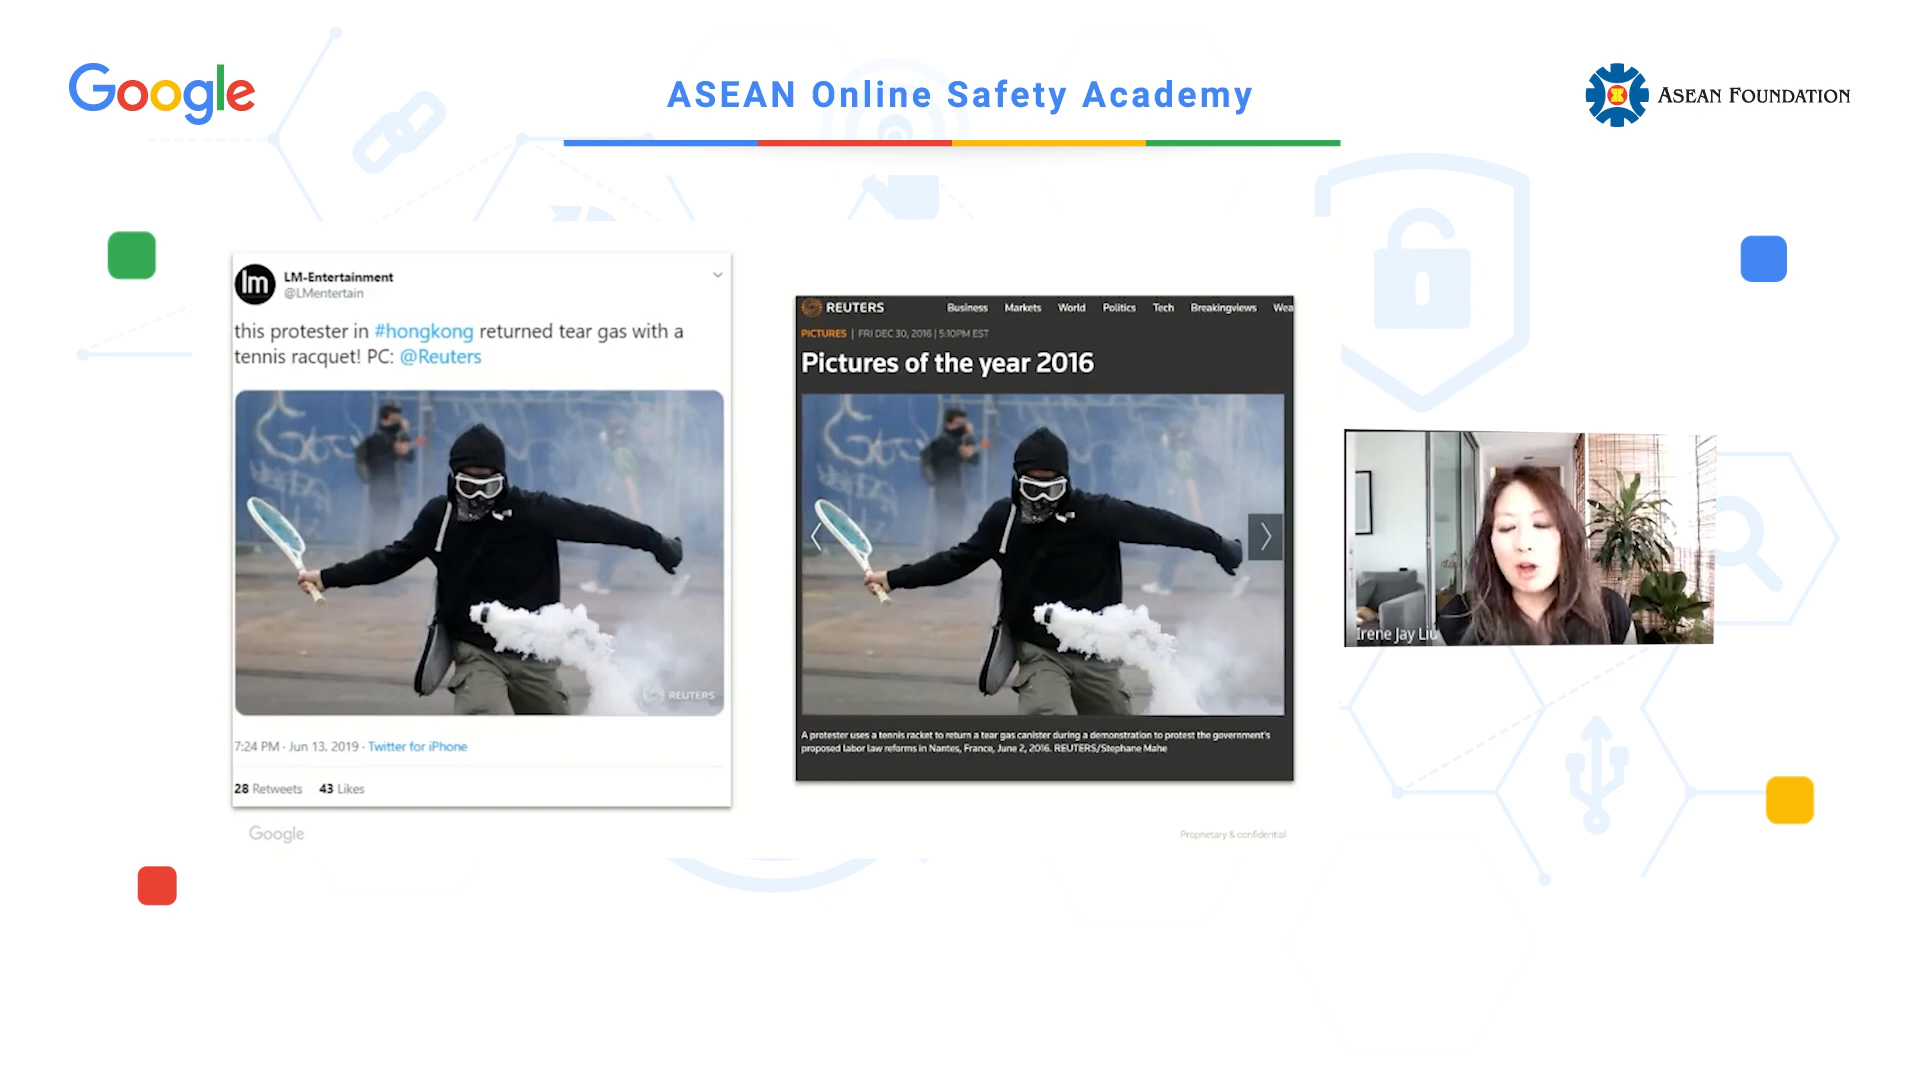 Google
ASEAN Online Safety Academy
ASEAN FOUNDATION
lm
LM-Entertainment
@LMentertain
this protester in #hongkong returned tear gas with a
tennis racquet! PC: @Reuters
REUTERS
7:24 PM · Jun 13, 2019 · Twitter for iPhone
28 Retweets 43 Likes
Google
REUTERS
Business Markets World Politics Tech Breakingviews Wea
PICTURES | FRI DEC 30, 2016 | 5:10PM EST
Pictures of the year 2016
A protester uses a tennis racket to return a tear gas canister during a demonstration to protest the government's
proposed labor law reforms in Nantes, France, June 2, 2016. REUTERS/Stephane Mahe
Proprietary & confidential
Irene Jay Liu